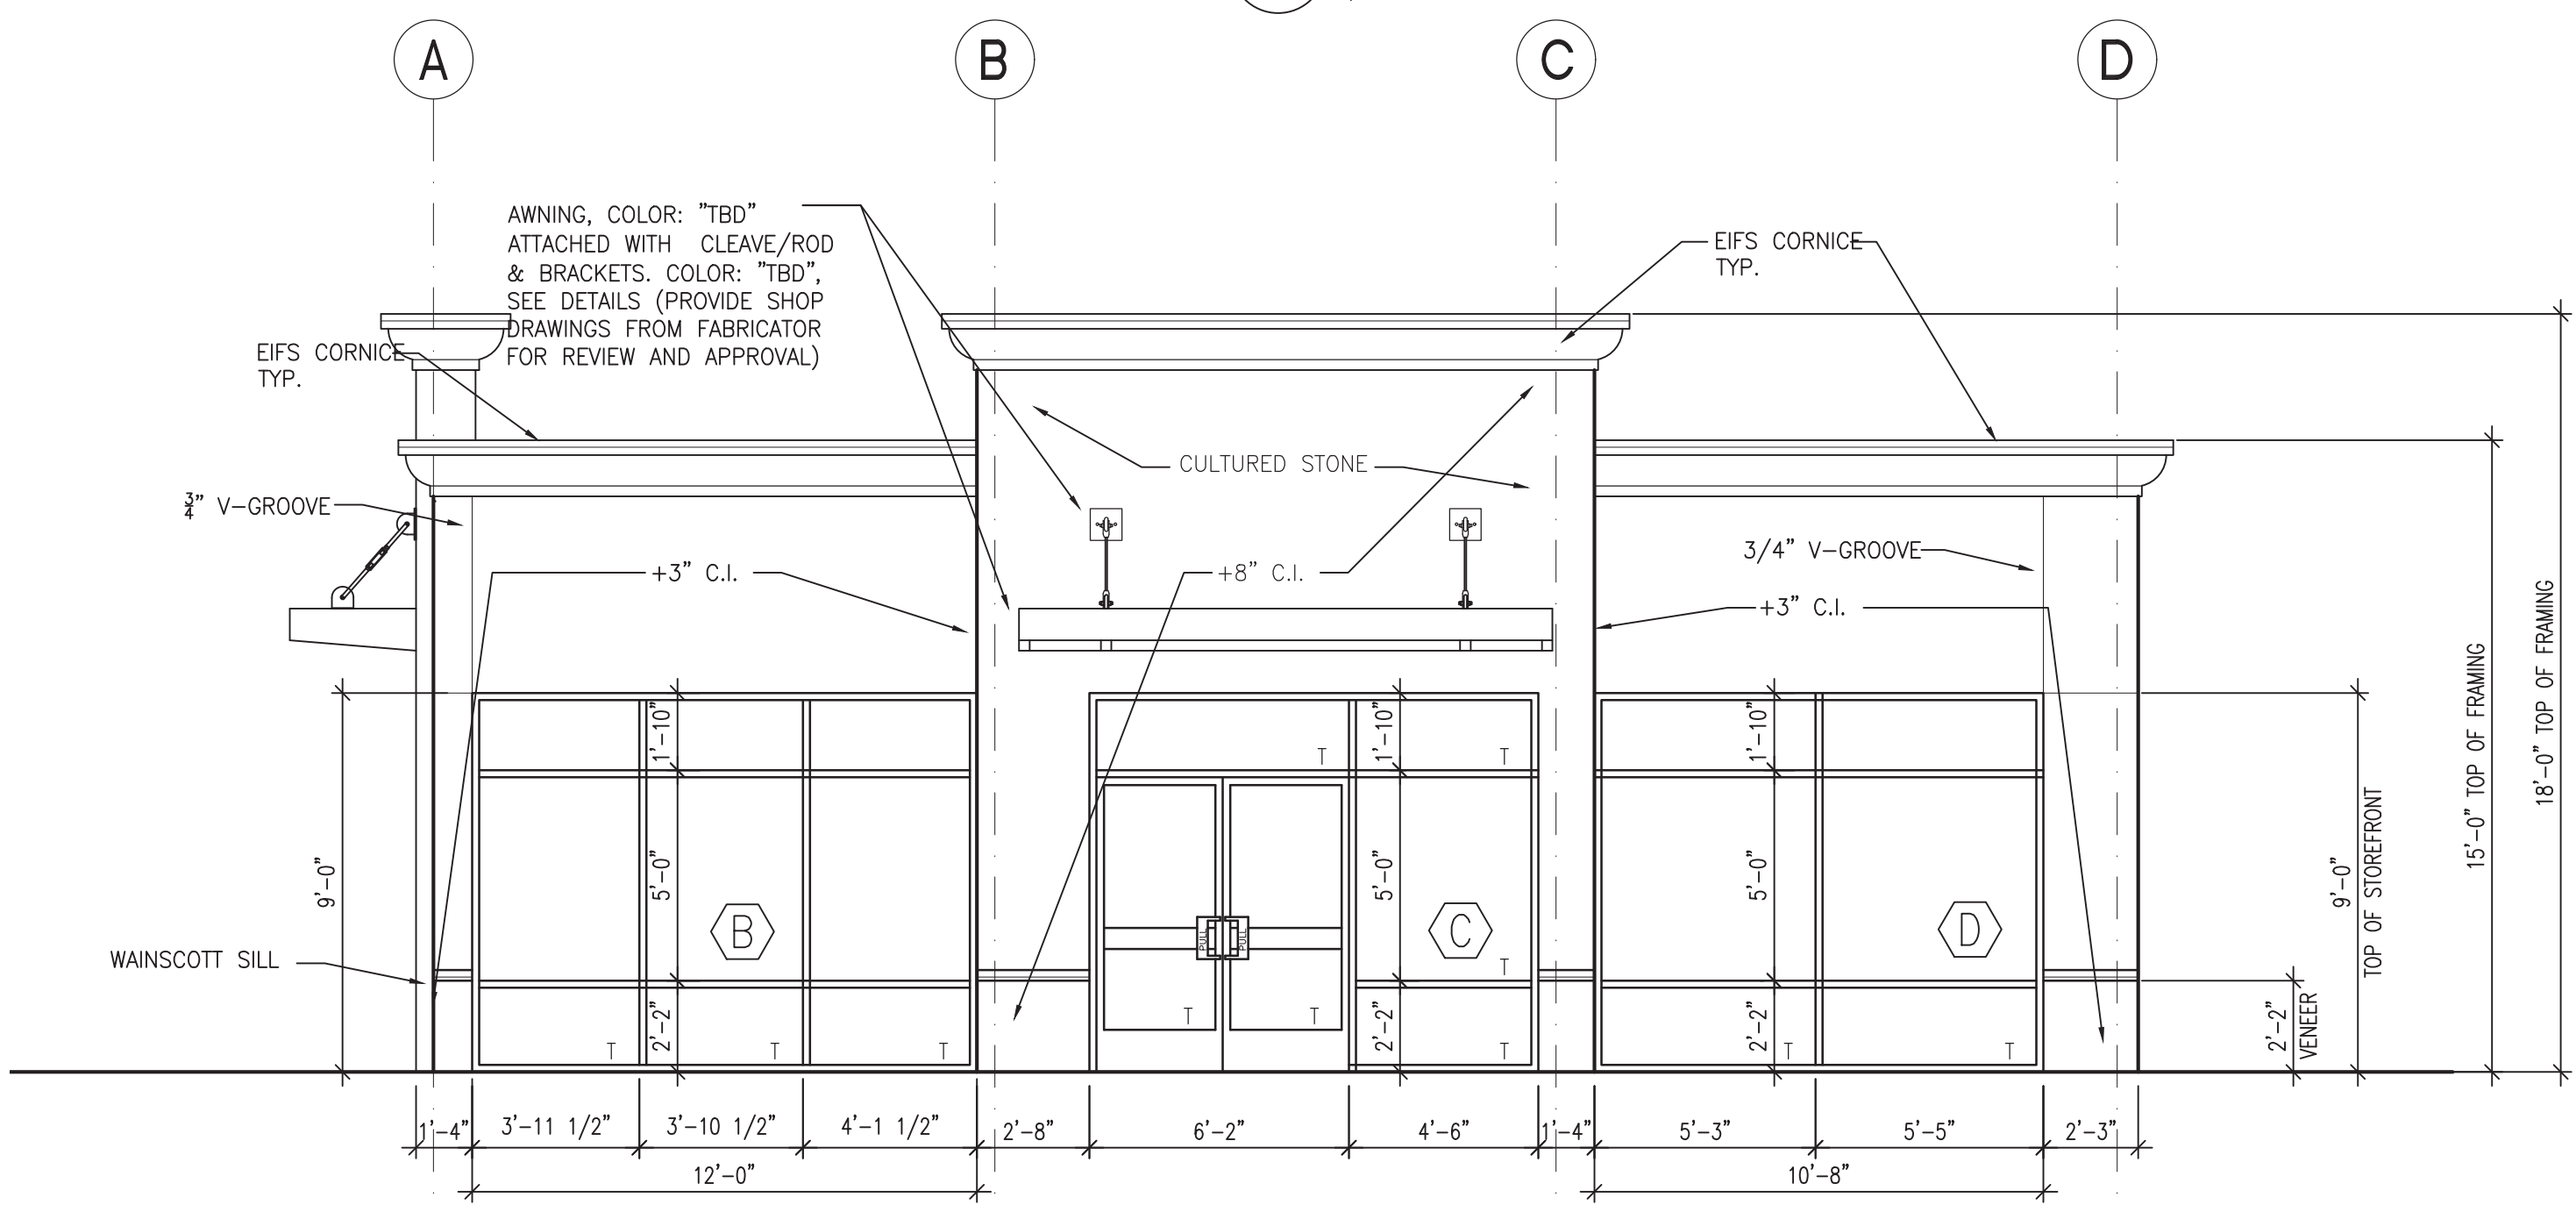 A
B
C
D
AWNING, COLOR: "TBD"
ATTACHED WITH CLEAVE/ROD
& BRACKETS. COLOR: "TBD",
SEE DETAILS (PROVIDE SHOP
DRAWINGS FROM FABRICATOR
FOR REVIEW AND APPROVAL)
EIFS CORNICE
TYP.
EIFS CORNICE
TYP.
CULTURED STONE
3/4" V-GROOVE
3/4" V-GROOVE
+3" C.I.
+8" C.I.
+3" C.I.
1'-10"
1'-10"
1'-10"
T
T
9'-0"
5'-0"
5'-0"
5'-0"
B
C
D
PULL
PULL
WAINSCOTT SILL
T
2'-2"
2'-2"
2'-2"
T
T
T
T
T
T
T
T
2'-2"
VENEER
9'-0"
TOP OF STOREFRONT
15'-0" TOP OF FRAMING
18'-0" TOP OF FRAMING
1'-4"
3'-11 1/2"
3'-10 1/2"
4'-1 1/2"
2'-8"
6'-2"
4'-6"
1'-4"
5'-3"
5'-5"
2'-3"
12'-0"
10'-8"